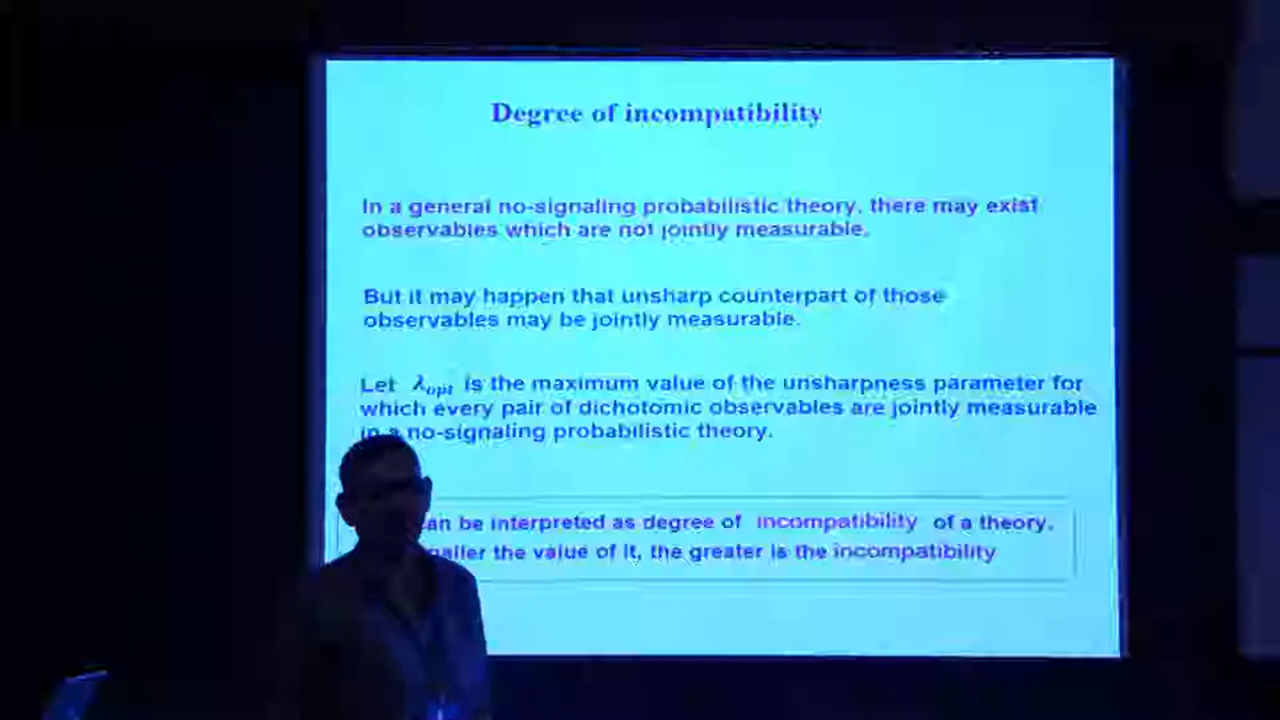 Degree of incompatibility
In a general no-signaling probabilistic theory, there may exist
observables which are not jointly measurable.
But it may happen that unsharp counterpart of those
observables may be jointly measurable.
Let λopt is the maximum value of the unsharpness parameter for
which every pair of dichotomic observables are jointly measurable
in a no-signaling probabilistic theory.
can be interpreted as degree of incompatibility of a theory.
the value of it, the greater is the incompatibility